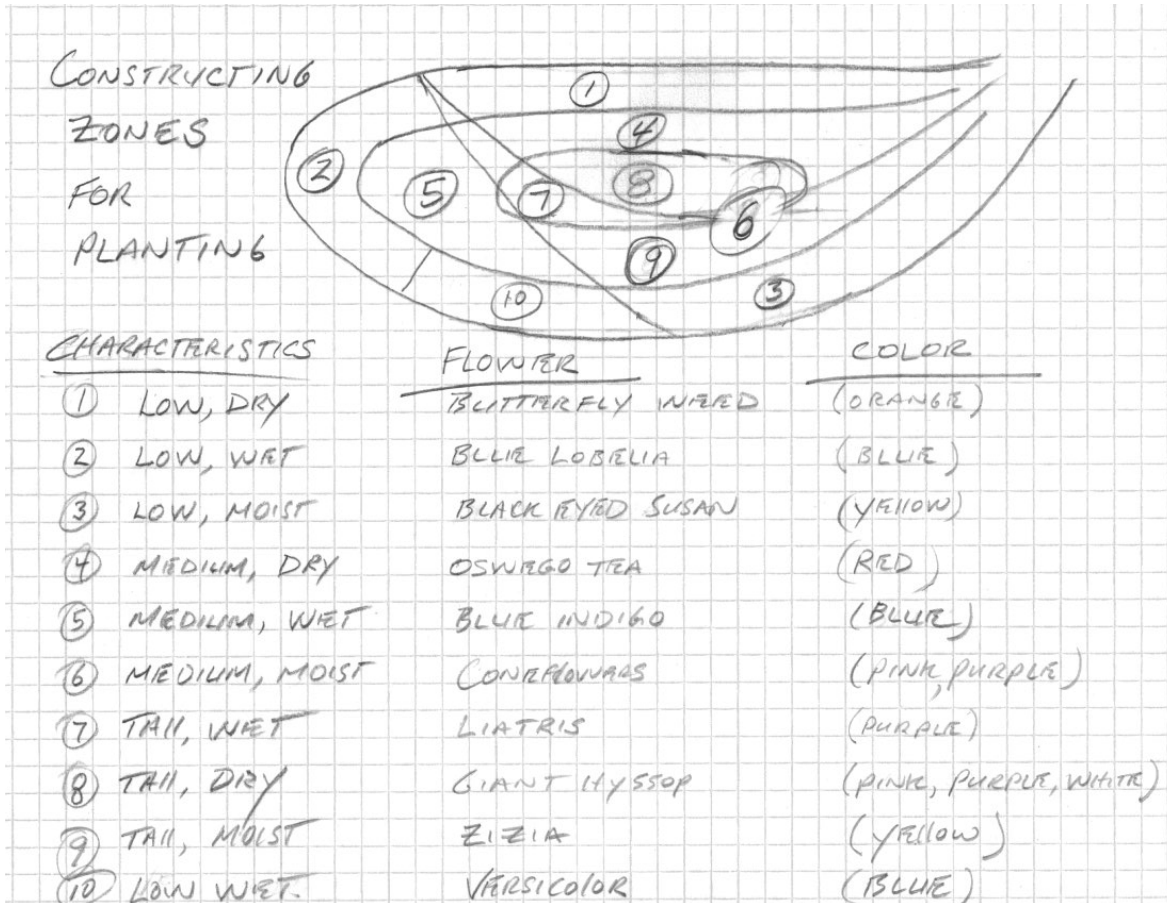 CONSTRUCTING
ZONES
FOR
PLANTING
1
4
2
5
7
8
6
9
10
3
CHARACTERISTICS FLOWER COLOR
1 LOW, DRY BUTTERFLY WEED (ORANGE)
2 LOW, WET BLUE LOBELIA (BLUE)
3 LOW, MOIST BLACK EYED SUSAN (YELLOW)
4 MEDIUM, DRY OSWEGO TEA (RED)
5 MEDIUM, WET BLUE INDIGO (BLUE)
6 MEDIUM, MOIST CONEFLOWERS (PINK, PURPLE)
7 TALL, WET LIATRIS (PURPLE)
8 TALL, DRY GIANT HYSSOP (PINK, PURPLE, WHITE)
9 TALL, MOIST ZIZIA (YELLOW)
10 LOW WET. VERSICOLOR (BLUE)